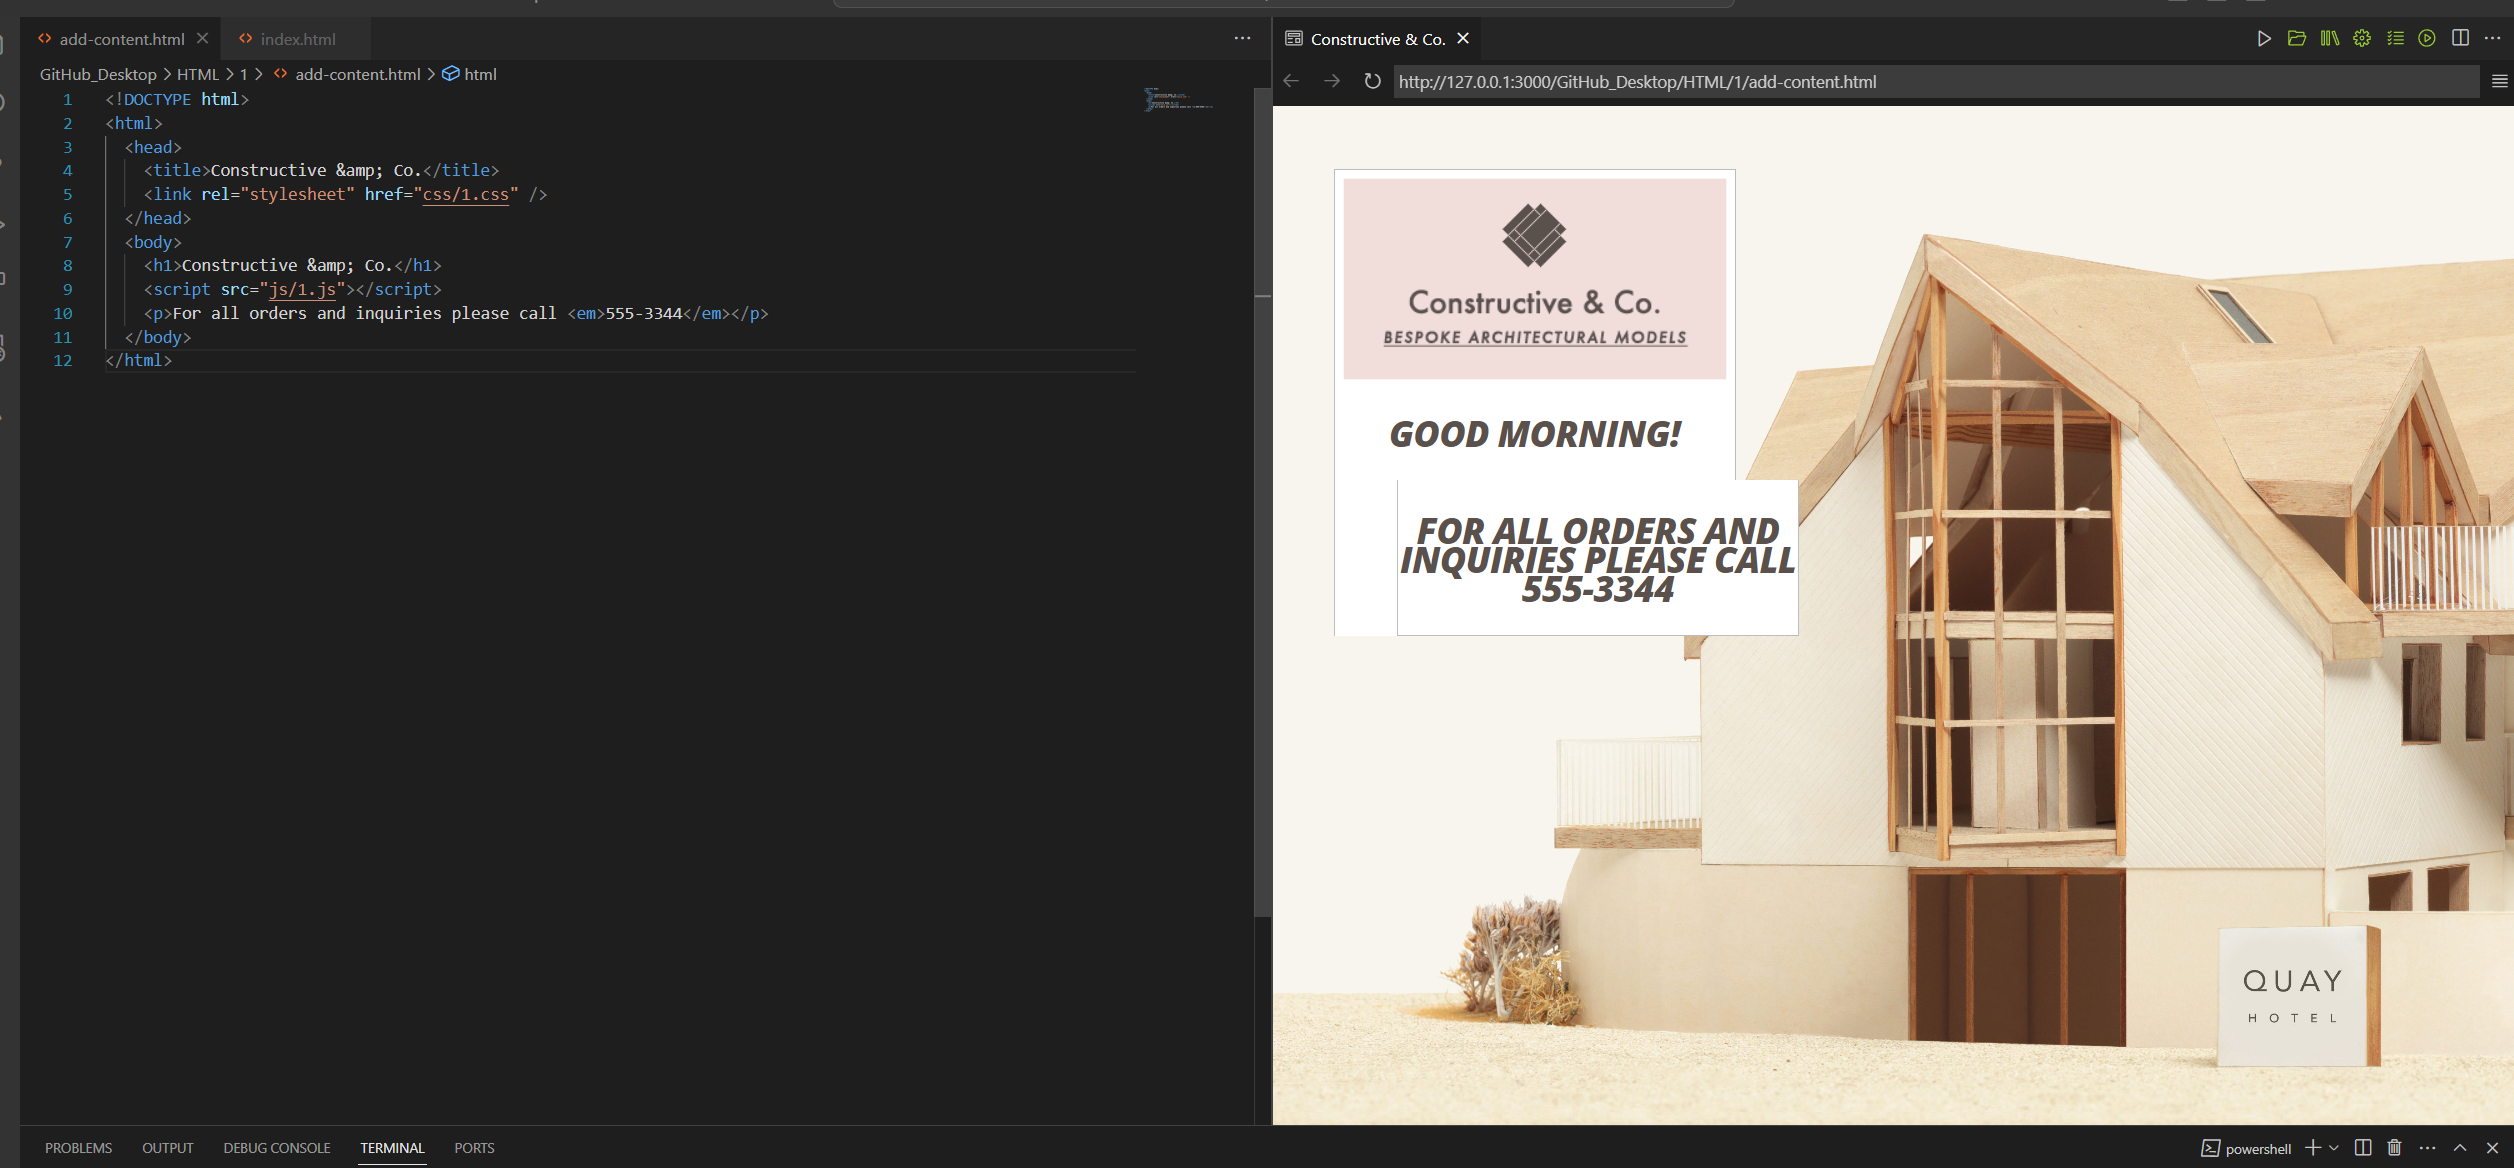 add-content.html
index.html
GitHub_Desktop > HTML > 1 > add-content.html > html
1 <!DOCTYPE html>
2 <html>
3 <head>
4 <title>Constructive &amp; Co.</title>
5 <link rel="stylesheet" href="css/1.css" />
6 </head>
7 <body>
8 <h1>Constructive &amp; Co.</h1>
9 <script src="js/1.js"></script>
10 <p>For all orders and inquiries please call <em>555-3344</em></p>
11 </body>
12 </html>
Constructive & Co.
http://127.0.0.1:3000/GitHub_Desktop/HTML/1/add-content.html
Constructive & Co.
BESPOKE ARCHITECTURAL MODELS
GOOD MORNING!
FOR ALL ORDERS AND
INQUIRIES PLEASE CALL
555-3344
QUAY
HOTEL
PROBLEMS OUTPUT DEBUG CONSOLE TERMINAL PORTS
powershell